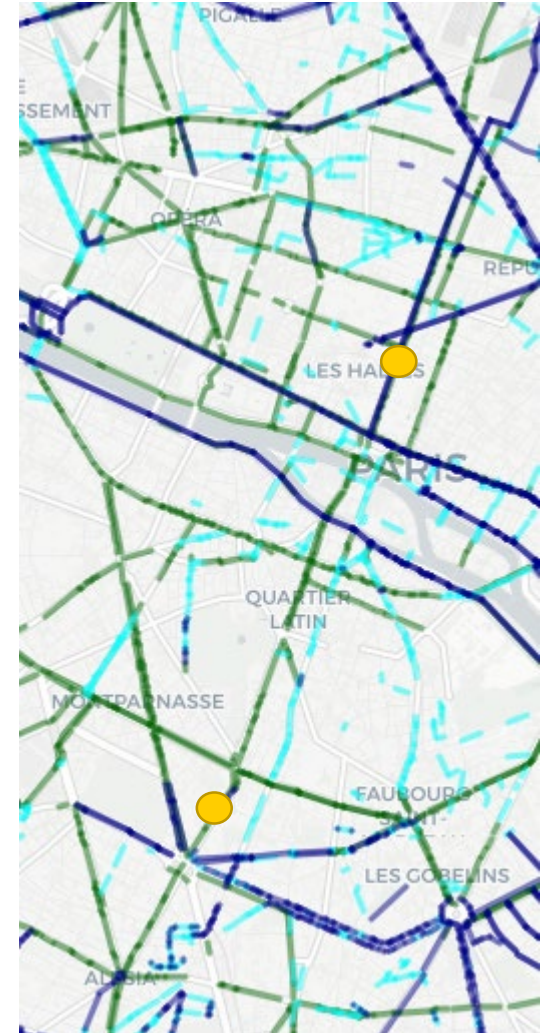 PIGALLE
E
SSEMENT
OPÉRA
RÉPU
LES HALLES
PARIS
QUARTIER
LATIN
MONTPARNASSE
FAUBOURG
SAINT-
LES GOBELINS
ALÉSIA